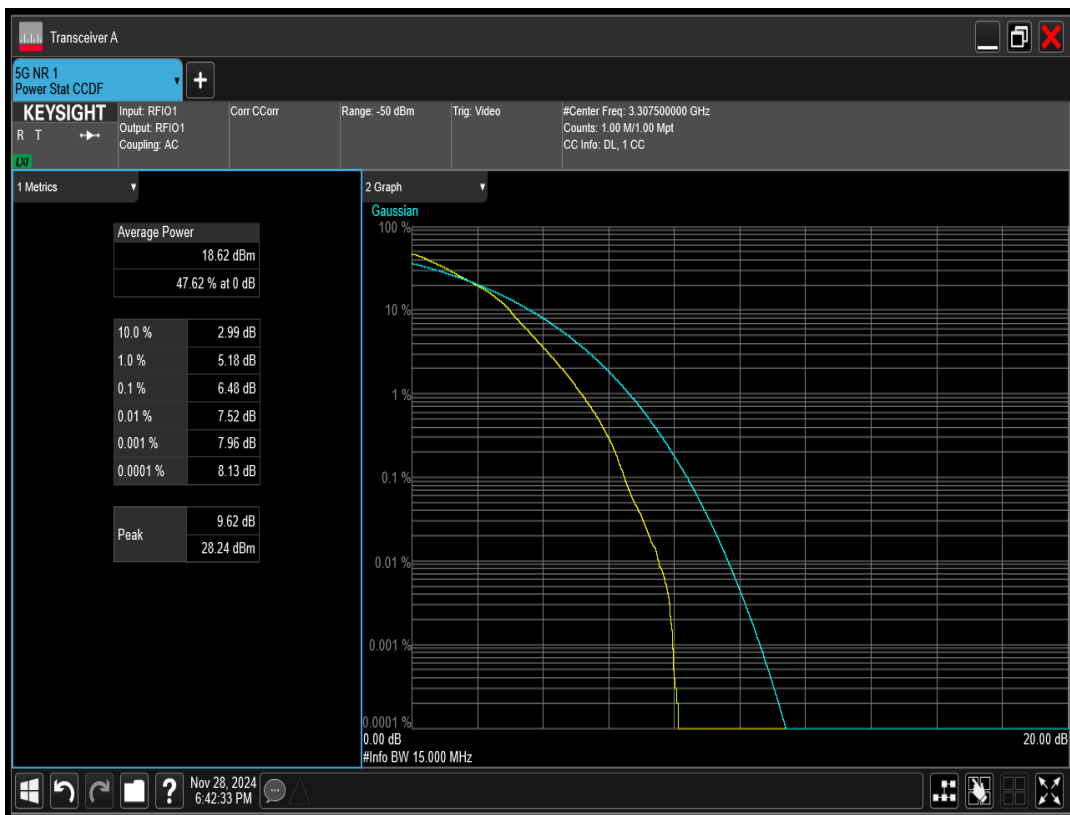 Transceiver A
5G NR 1
Power Stat CCDF
+
KEYSIGHT
R T
LXI
Input: RFIO1
Output: RFIO1
Coupling: AC
Corr CCorr
Range: -50 dBm
Trig: Video
#Center Freq: 3.307500000 GHz
Counts: 1.00 M/1.00 Mpt
CC Info: DL, 1 CC
1 Metrics
Average Power
18.62 dBm
47.62 % at 0 dB
10.0 % 2.99 dB
1.0 % 5.18 dB
0.1 % 6.48 dB
0.01 % 7.52 dB
0.001 % 7.96 dB
0.0001 % 8.13 dB
Peak
9.62 dB
28.24 dBm
2 Graph
Gaussian
100 %
10 %
1 %
0.1 %
0.01 %
0.001 %
0.0001 %
0.00 dB 20.00 dB
#Info BW 15.000 MHz
?
Nov 28, 2024
6:42:33 PM